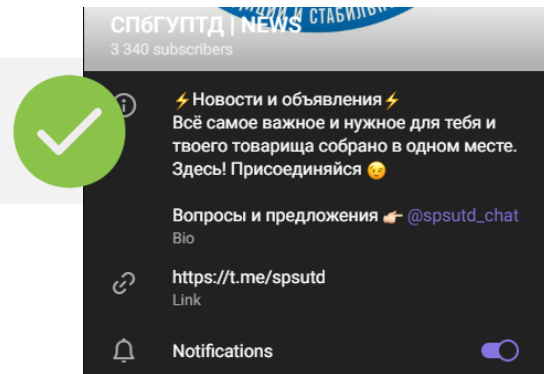 И СТАБИЛЬН
СПбГУПТД | NEWS
3 340 subscribers
⚡Новости и объявления⚡
Всё самое важное и нужное для тебя и
твоего товарища собрано в одном месте.
Здесь! Присоединяйся 😉
Вопросы и предложения 👉🏻 @spsutd_chat
Bio
https://t.me/spsutd
Link
Notifications